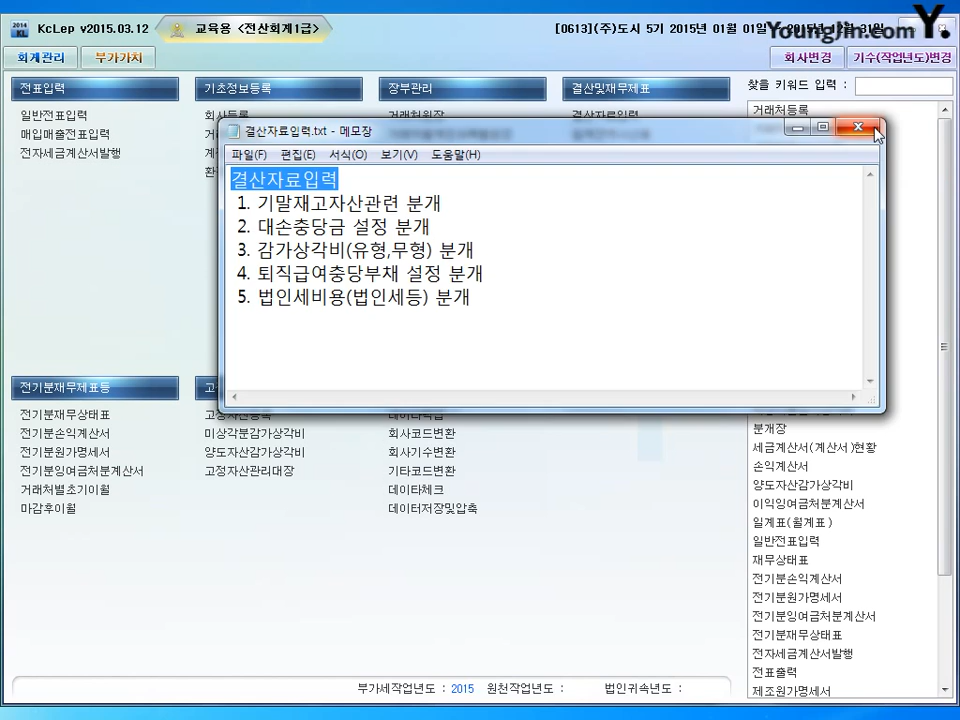 KcLep v2015.03.12
교육용 <전산회계1급>
[0613](주)도시 5기 2015년 01월 01일
Younglin.com
Y.
회계관리
부가가치
회사변경
기수(작업년도)변경
전표입력
일반전표입력
매입매출전표입력
전자세금계산서발행
기초정보등록
장부관리
결산및재무제표
찾을 키워드 입력 :
거래처등록
결산자료입력.txt - 메모장
파일(F) 편집(E) 서식(O) 보기(V) 도움말(H)
결산자료입력
1. 기말재고자산관련 분개
2. 대손충당금 설정 분개
3. 감가상각비(유형,무형) 분개
4. 퇴직급여충당부채 설정 분개
5. 법인세비용(법인세등) 분개
전기분재무제표등
전기분재무상태표
전기분손익계산서
전기분원가명세서
전기분잉여금처분계산서
거래처별초기이월
마감후이월
미상각분감가상각비
양도자산감가상각비
고정자산관리대장
회사코드변환
회사기수변환
기타코드변환
데이타체크
데이터저장및압축
분개장
세금계산서(계산서)현황
손익계산서
양도자산감가상각비
이익잉여금처분계산서
일계표(월계표)
일반전표입력
재무상태표
전기분손익계산서
전기분원가명세서
전기분잉여금처분계산서
전기분재무상태표
전자세금계산서발행
전표출력
제조원가명세서
부가세작업년도 : 2015 원천작업년도 : 법인귀속년도 :